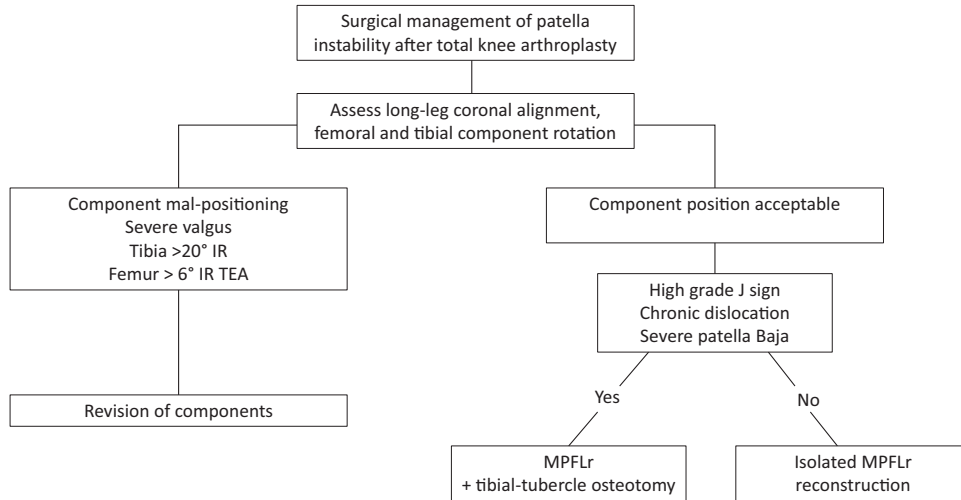 Surgical management of patella
instability after total knee arthroplasty
Assess long-leg coronal alignment,
femoral and tibial component rotation
Component mal-positioning
Severe valgus
Tibia >20° IR
Femur > 6° IR TEA
Component position acceptable
High grade J sign
Chronic dislocation
Severe patella Baja
Revision of components
Yes
No
MPFLr
+ tibial-tubercle osteotomy
Isolated MPFLr
reconstruction